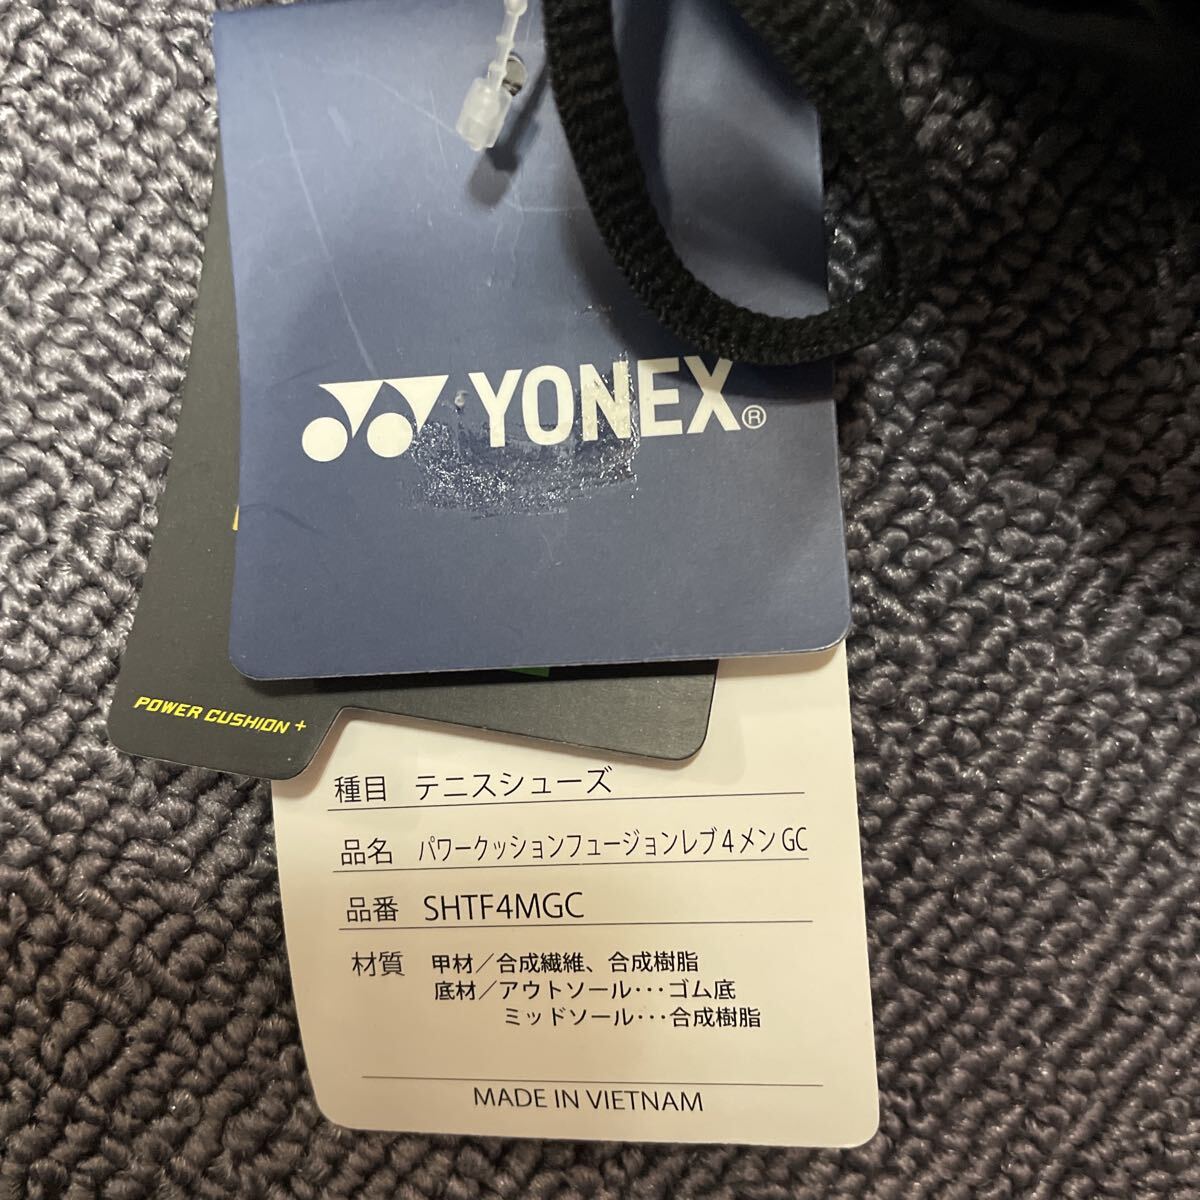 YONEX®
POWER CUSHION +
種目 テニスシューズ
品名 パワークッションフュージョンレブ4メンGC
品番 SHTF4MGC
材質 甲材／合成繊維、合成樹脂
底材／アウトソール･･･ゴム底
ミッドソール･･･合成樹脂
MADE IN VIETNAM